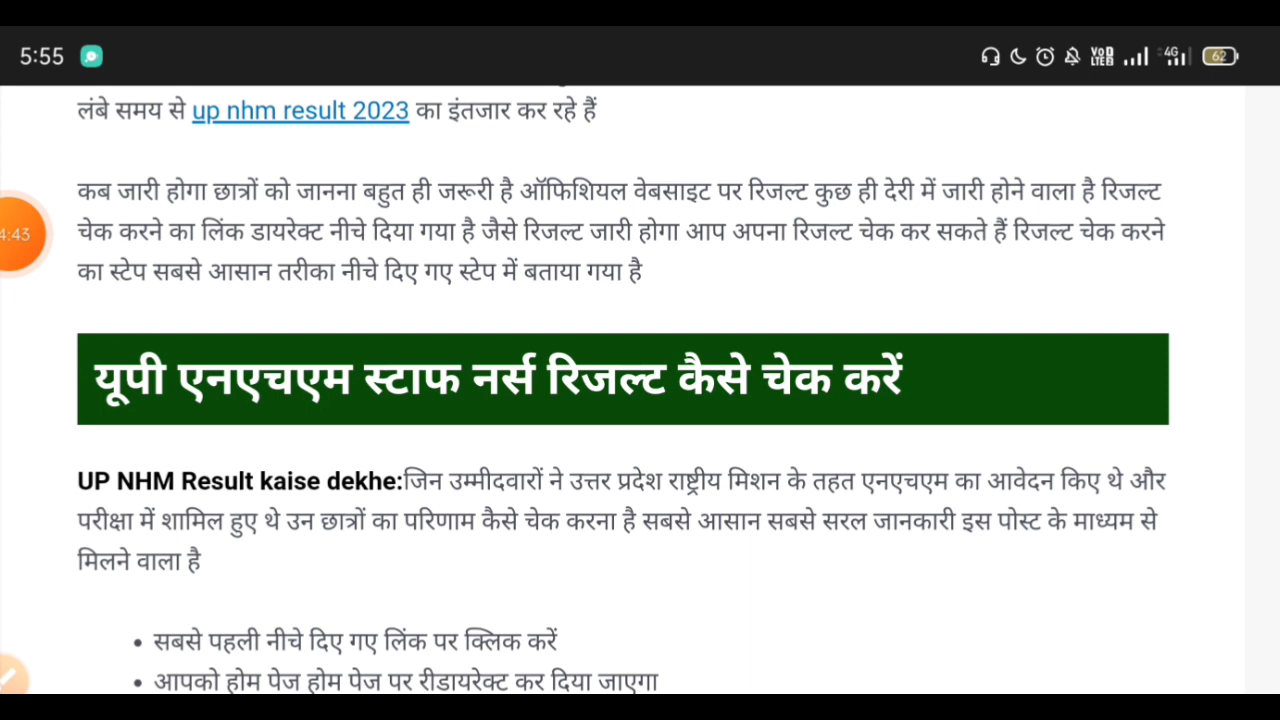 5:55
VoD LTE2 4G 62
लंबे समय से up nhm result 2023 का इंतजार कर रहे हैं
कब जारी होगा छात्रों को जानना बहुत ही जरूरी है ऑफिशियल वेबसाइट पर रिजल्ट कुछ ही देरी में जारी होने वाला है रिजल्ट
चेक करने का लिंक डायरेक्ट नीचे दिया गया है जैसे रिजल्ट जारी होगा आप अपना रिजल्ट चेक कर सकते हैं रिजल्ट चेक करने
4:43
का स्टेप सबसे आसान तरीका नीचे दिए गए स्टेप में बताया गया है
यूपी एनएचएम स्टाफ नर्स रिजल्ट कैसे चेक करें
UP NHM Result kaise dekhe:जिन उम्मीदवारों ने उत्तर प्रदेश राष्ट्रीय मिशन के तहत एनएचएम का आवेदन किए थे और
परीक्षा में शामिल हुए थे उन छात्रों का परिणाम कैसे चेक करना है सबसे आसान सबसे सरल जानकारी इस पोस्ट के माध्यम से
मिलने वाला है
• सबसे पहली नीचे दिए गए लिंक पर क्लिक करें
• आपको होम पेज होम पेज पर रीडायरेक्ट कर दिया जाएगा